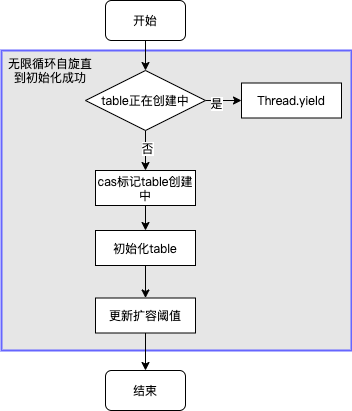 开始
无限循环自旋直
到初始化成功
table正在创建中
是
Thread.yield
否
cas标记table创建
中
初始化table
更新扩容阈值
结束